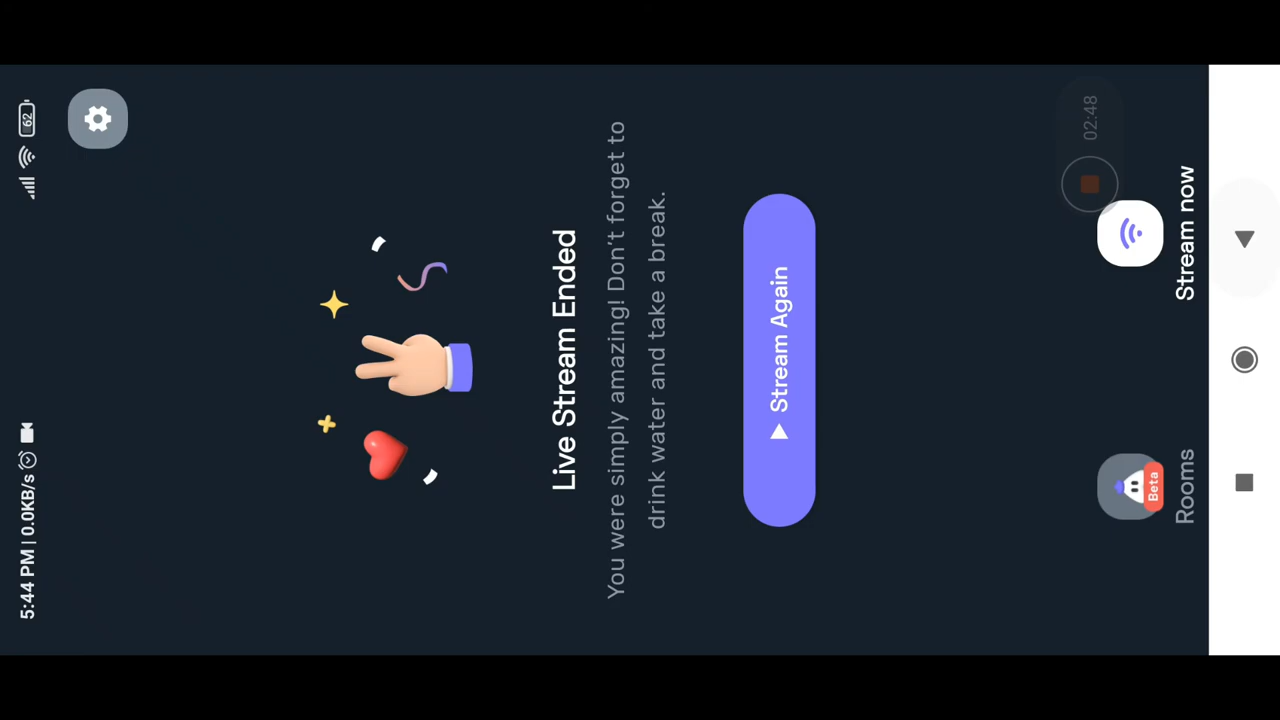 5:44 PM | 0.0KB/s
62
Live Stream Ended
You were simply amazing! Don't forget to
drink water and take a break.
Stream Again
02:48
Beta
Rooms
Stream now